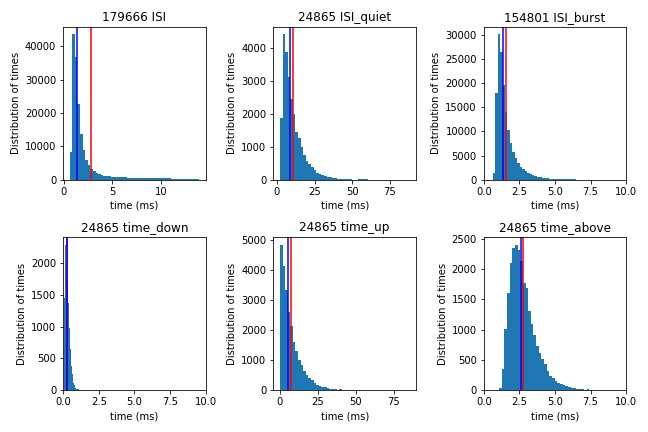 179666 ISI
Distribution of times
40000
30000
20000
10000
0
0 5 10
time (ms)
24865 ISI_quiet
Distribution of times
4000
3000
2000
1000
0
0 25 50 75
time (ms)
154801 ISI_burst
Distribution of times
30000
25000
20000
15000
10000
5000
0
0.0 2.5 5.0 7.5 10.0
time (ms)
24865 time_down
Distribution of times
2000
1500
1000
500
0
0.0 2.5 5.0 7.5 10.0
time (ms)
24865 time_up
Distribution of times
5000
4000
3000
2000
1000
0
0 25 50 75
time (ms)
24865 time_above
Distribution of times
2500
2000
1500
1000
500
0
0.0 2.5 5.0 7.5 10.0
time (ms)